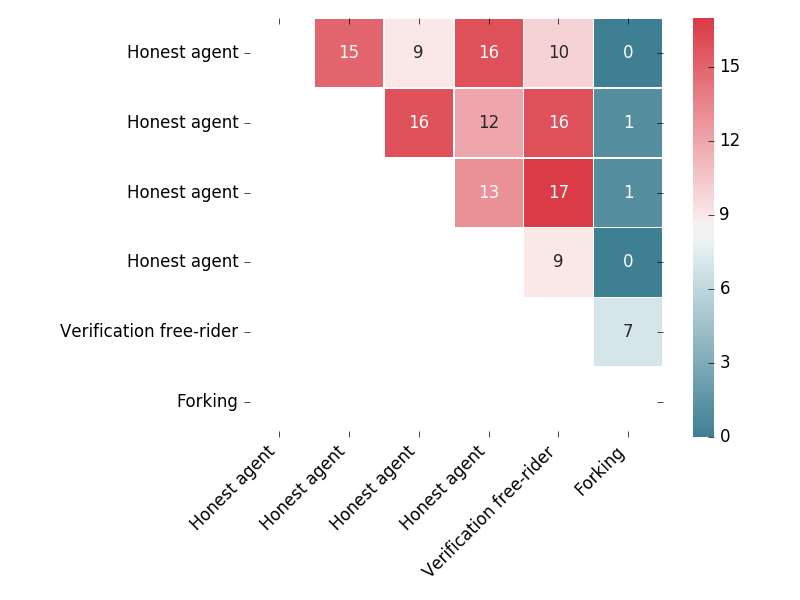 Honest agent 15 9 16 10 0
Honest agent 16 12 16 1
Honest agent 13 17 1
Honest agent 9 0
Verification free-rider 7
Forking
Honest agent
Honest agent
Honest agent
Honest agent
Verification free-rider
Forking
15
12
9
6
3
0